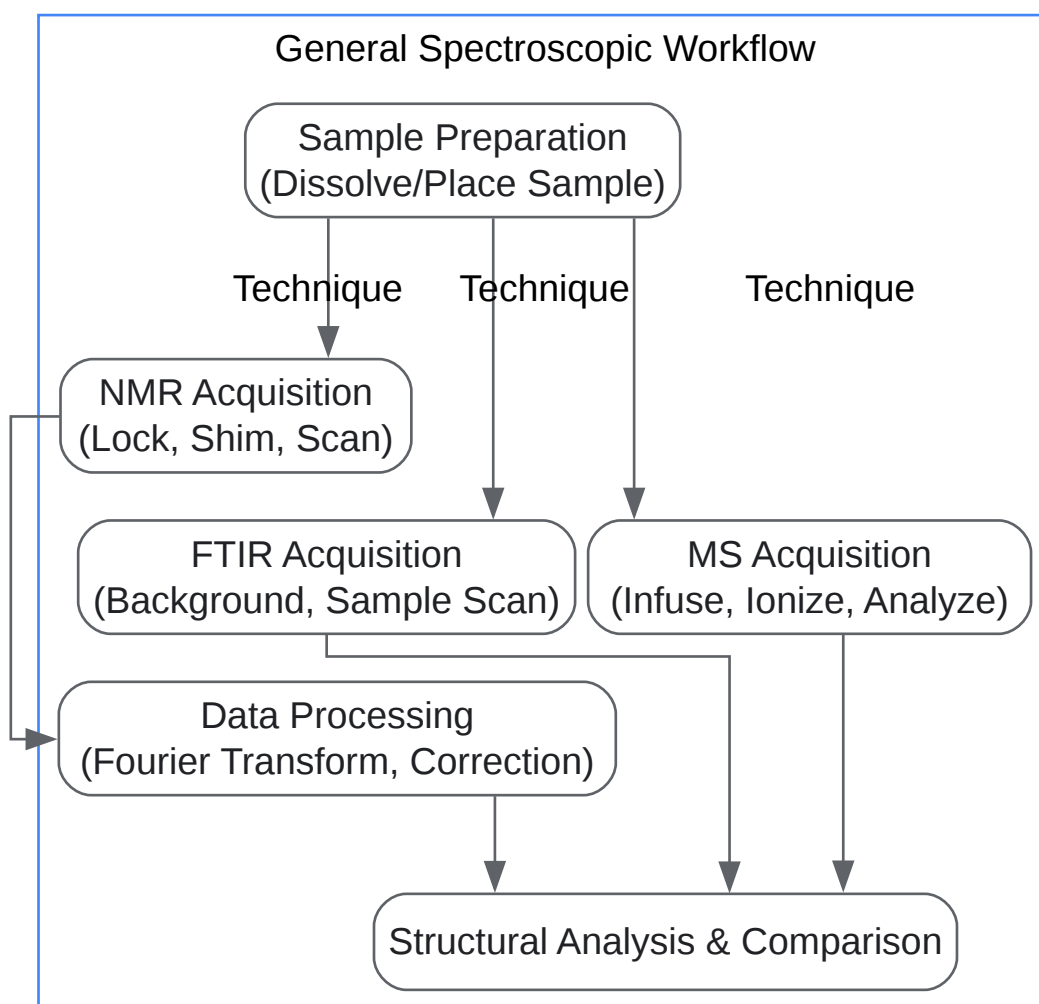 General Spectroscopic Workflow
Sample Preparation
(Dissolve/Place Sample)
Technique
Technique
Technique
NMR Acquisition
(Lock, Shim, Scan)
FTIR Acquisition
(Background, Sample Scan)
MS Acquisition
(Infuse, Ionize, Analyze)
Data Processing
(Fourier Transform, Correction)
Structural Analysis & Comparison